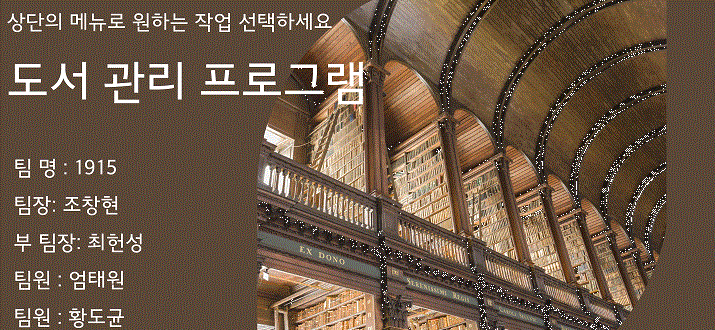 상단의 메뉴로 원하는 작업 선택하세요
도서 관리 프로그램
팀 명 : 1915
팀장: 조창현
부 팀장: 최헌성
팀원 : 엄태원
팀원 : 황도균
EX DONO
SERENISSIMI REGIS